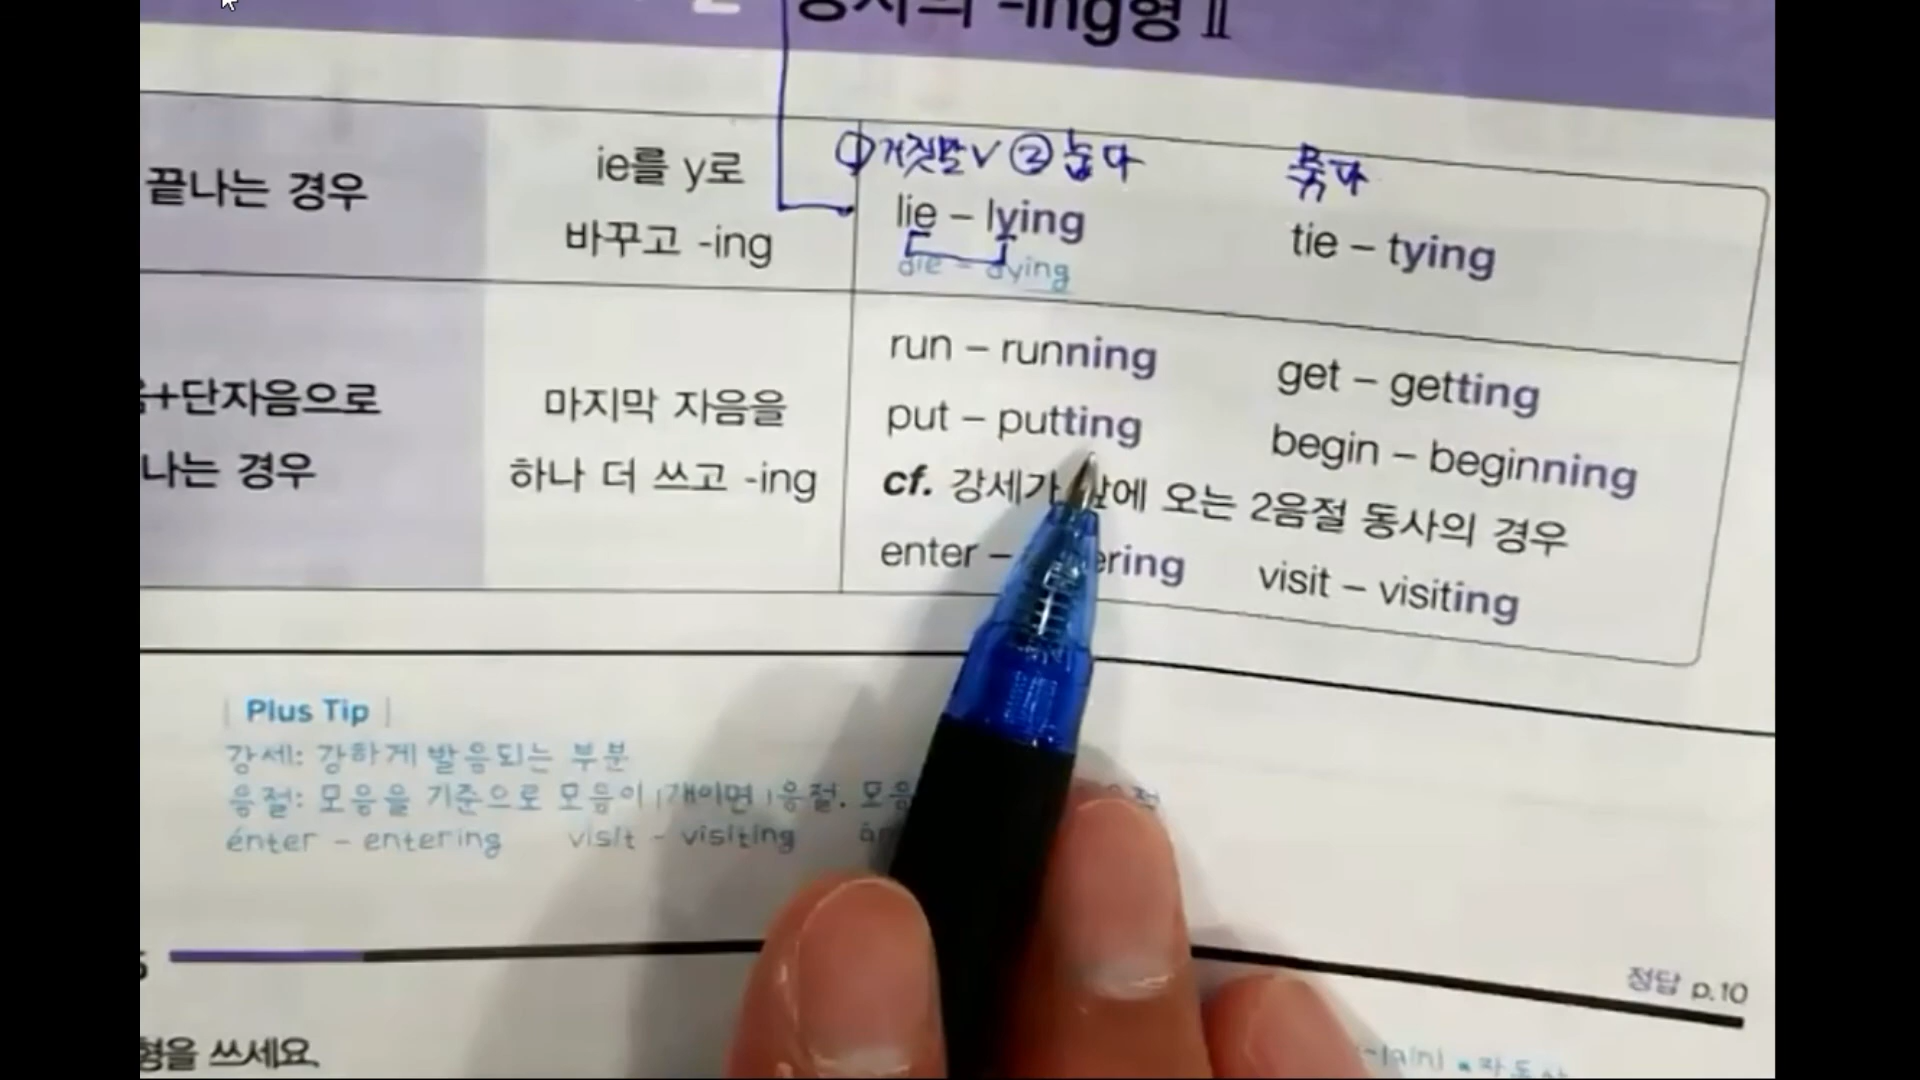 동사의 -ing형 Ⅱ
①거짓말∨ ②눕다 묶다
끝나는 경우 ie를 y로 바꾸고 -ing
lie – lying tie – tying
die – dying
+단자음으로 나는 경우 마지막 자음을 하나 더 쓰고 -ing
run – running get – getting
put – putting begin – beginning
cf. 강세가 앞에 오는 2음절 동사의 경우
enter – ering visit – visiting
Plus Tip
강세: 강하게 발음되는 부분
음절: 모음을 기준으로 모음이 1개이면 1음절. 모음
énter – entering visit – visiting
정답 p.10
형을 쓰세요.